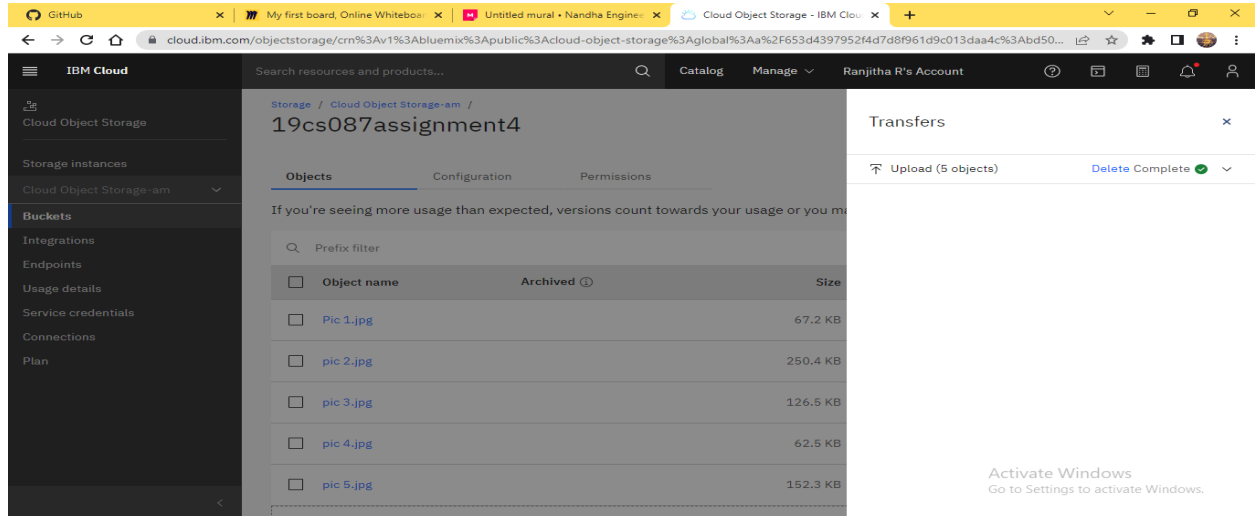 GitHub
My first board, Online Whiteboar
Untitled mural • Nandha Enginee
Cloud Object Storage - IBM Clou
cloud.ibm.com/objectstorage/crn%3Av1%3Abluemix%3Apublic%3Acloud-object-storage%3Aglobal%3Aa%2F653d4397952f4d7d8f961d9c013daa4c%3Abd50...
IBM Cloud
Search resources and products...
Catalog
Manage
Ranjitha R's Account
Cloud Object Storage
Storage instances
Cloud Object Storage-am
Buckets
Integrations
Endpoints
Usage details
Service credentials
Connections
Plan
Storage / Cloud Object Storage-am /
19cs087assignment4
Objects Configuration Permissions
If you're seeing more usage than expected, versions count towards your usage or you ma
Prefix filter
Object name Archived Size
Pic 1.jpg 67.2 KB
pic 2.jpg 250.4 KB
pic 3.jpg 126.5 KB
pic 4.jpg 62.5 KB
pic 5.jpg 152.3 KB
Transfers
Upload (5 objects) Delete Complete
Activate Windows
Go to Settings to activate Windows.